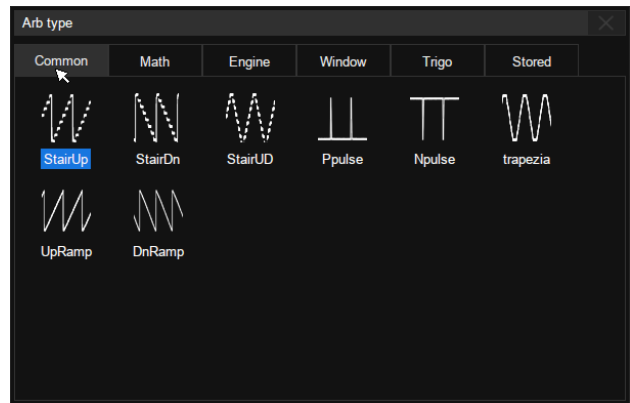 Arb type
Common Math Engine Window Trigo Stored
StairUp StairDn StairUD Ppulse Npulse trapezia
UpRamp DnRamp